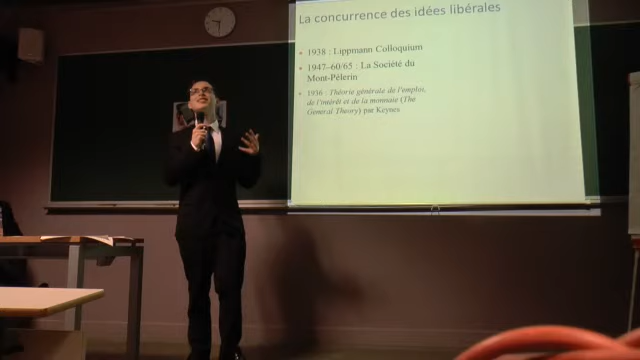 La concurrence des idées libérales
• 1938 : Lippmann Colloquium
• 1947–60/65 : La Société du
Mont-Pèlerin
• 1936 : Théorie générale de l'emploi,
de l'intérêt et de la monnaie (The
General Theory) par Keynes